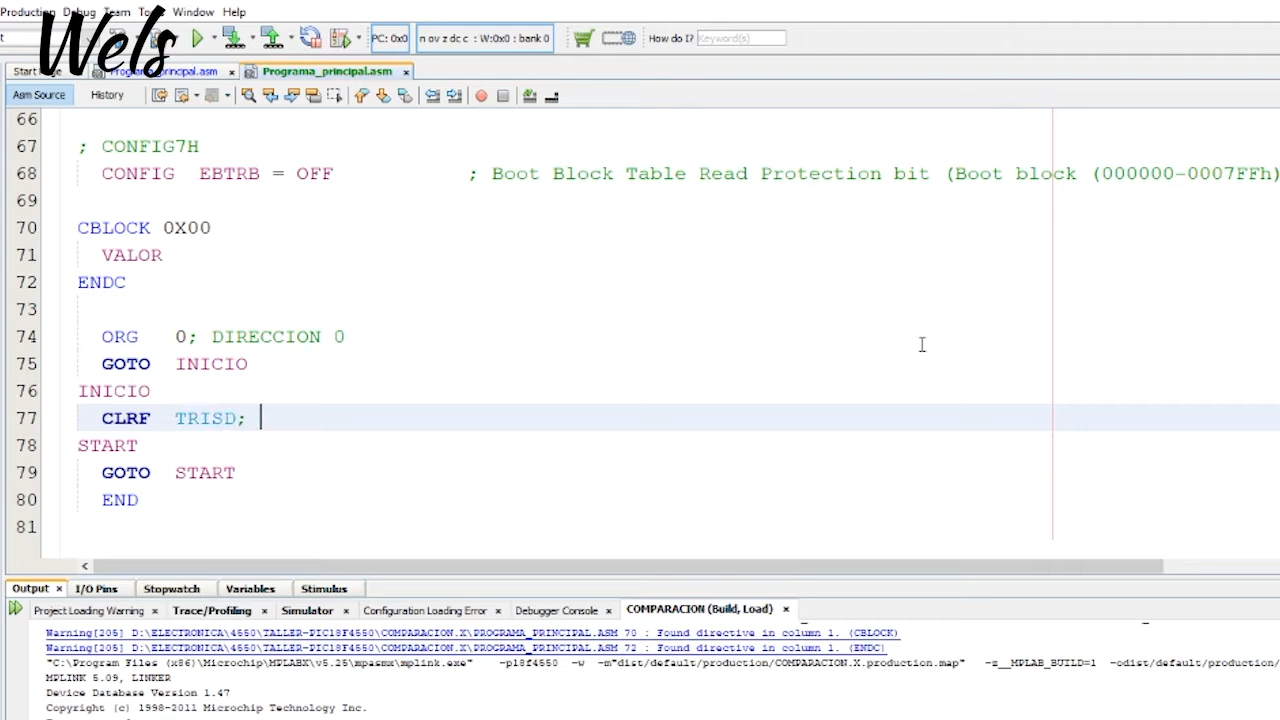 Production Debug Team Window Help
Wels
PC: 0x0 n ov z dc c : W:0x0 : bank 0 How do I? Keyword(s)
Programa_principal.asm × Programa_principal.asm ×
Asm Source History
66
67 ; CONFIG7H
68 CONFIG EBTRB = OFF ; Boot Block Table Read Protection bit (Boot block (000000-0007FFh)
69
70 CBLOCK 0X00
71 VALOR
72 ENDC
73
74 ORG 0; DIRECCION 0
75 GOTO INICIO
76 INICIO
77 CLRF TRISD;
78 START
79 GOTO START
80 END
81
Output × I/O Pins Stopwatch Variables Stimulus
Project Loading Warning × Trace/Profiling × Simulator × Configuration Loading Error × Debugger Console × COMPARACION (Build, Load) ×
Warning[205] D:\ELECTRONICA\4550\TALLER-PIC18F4550\COMPARACION.X\PROGRAMA_PRINCIPAL.ASM 70 : Found directive in column 1. (CBLOCK)
Warning[205] D:\ELECTRONICA\4550\TALLER-PIC18F4550\COMPARACION.X\PROGRAMA_PRINCIPAL.ASM 72 : Found directive in column 1. (ENDC)
"C:\Program Files (x86)\Microchip\MPLABX\v5.25\mpasmx\mplink.exe" -p18f4550 -w -m"dist/default/production/COMPARACION.X.production.map" -z__MPLAB_BUILD=1 -odist/default/production/
MPLINK 5.09, LINKER
Device Database Version 1.47
Copyright (c) 1998-2011 Microchip Technology Inc.